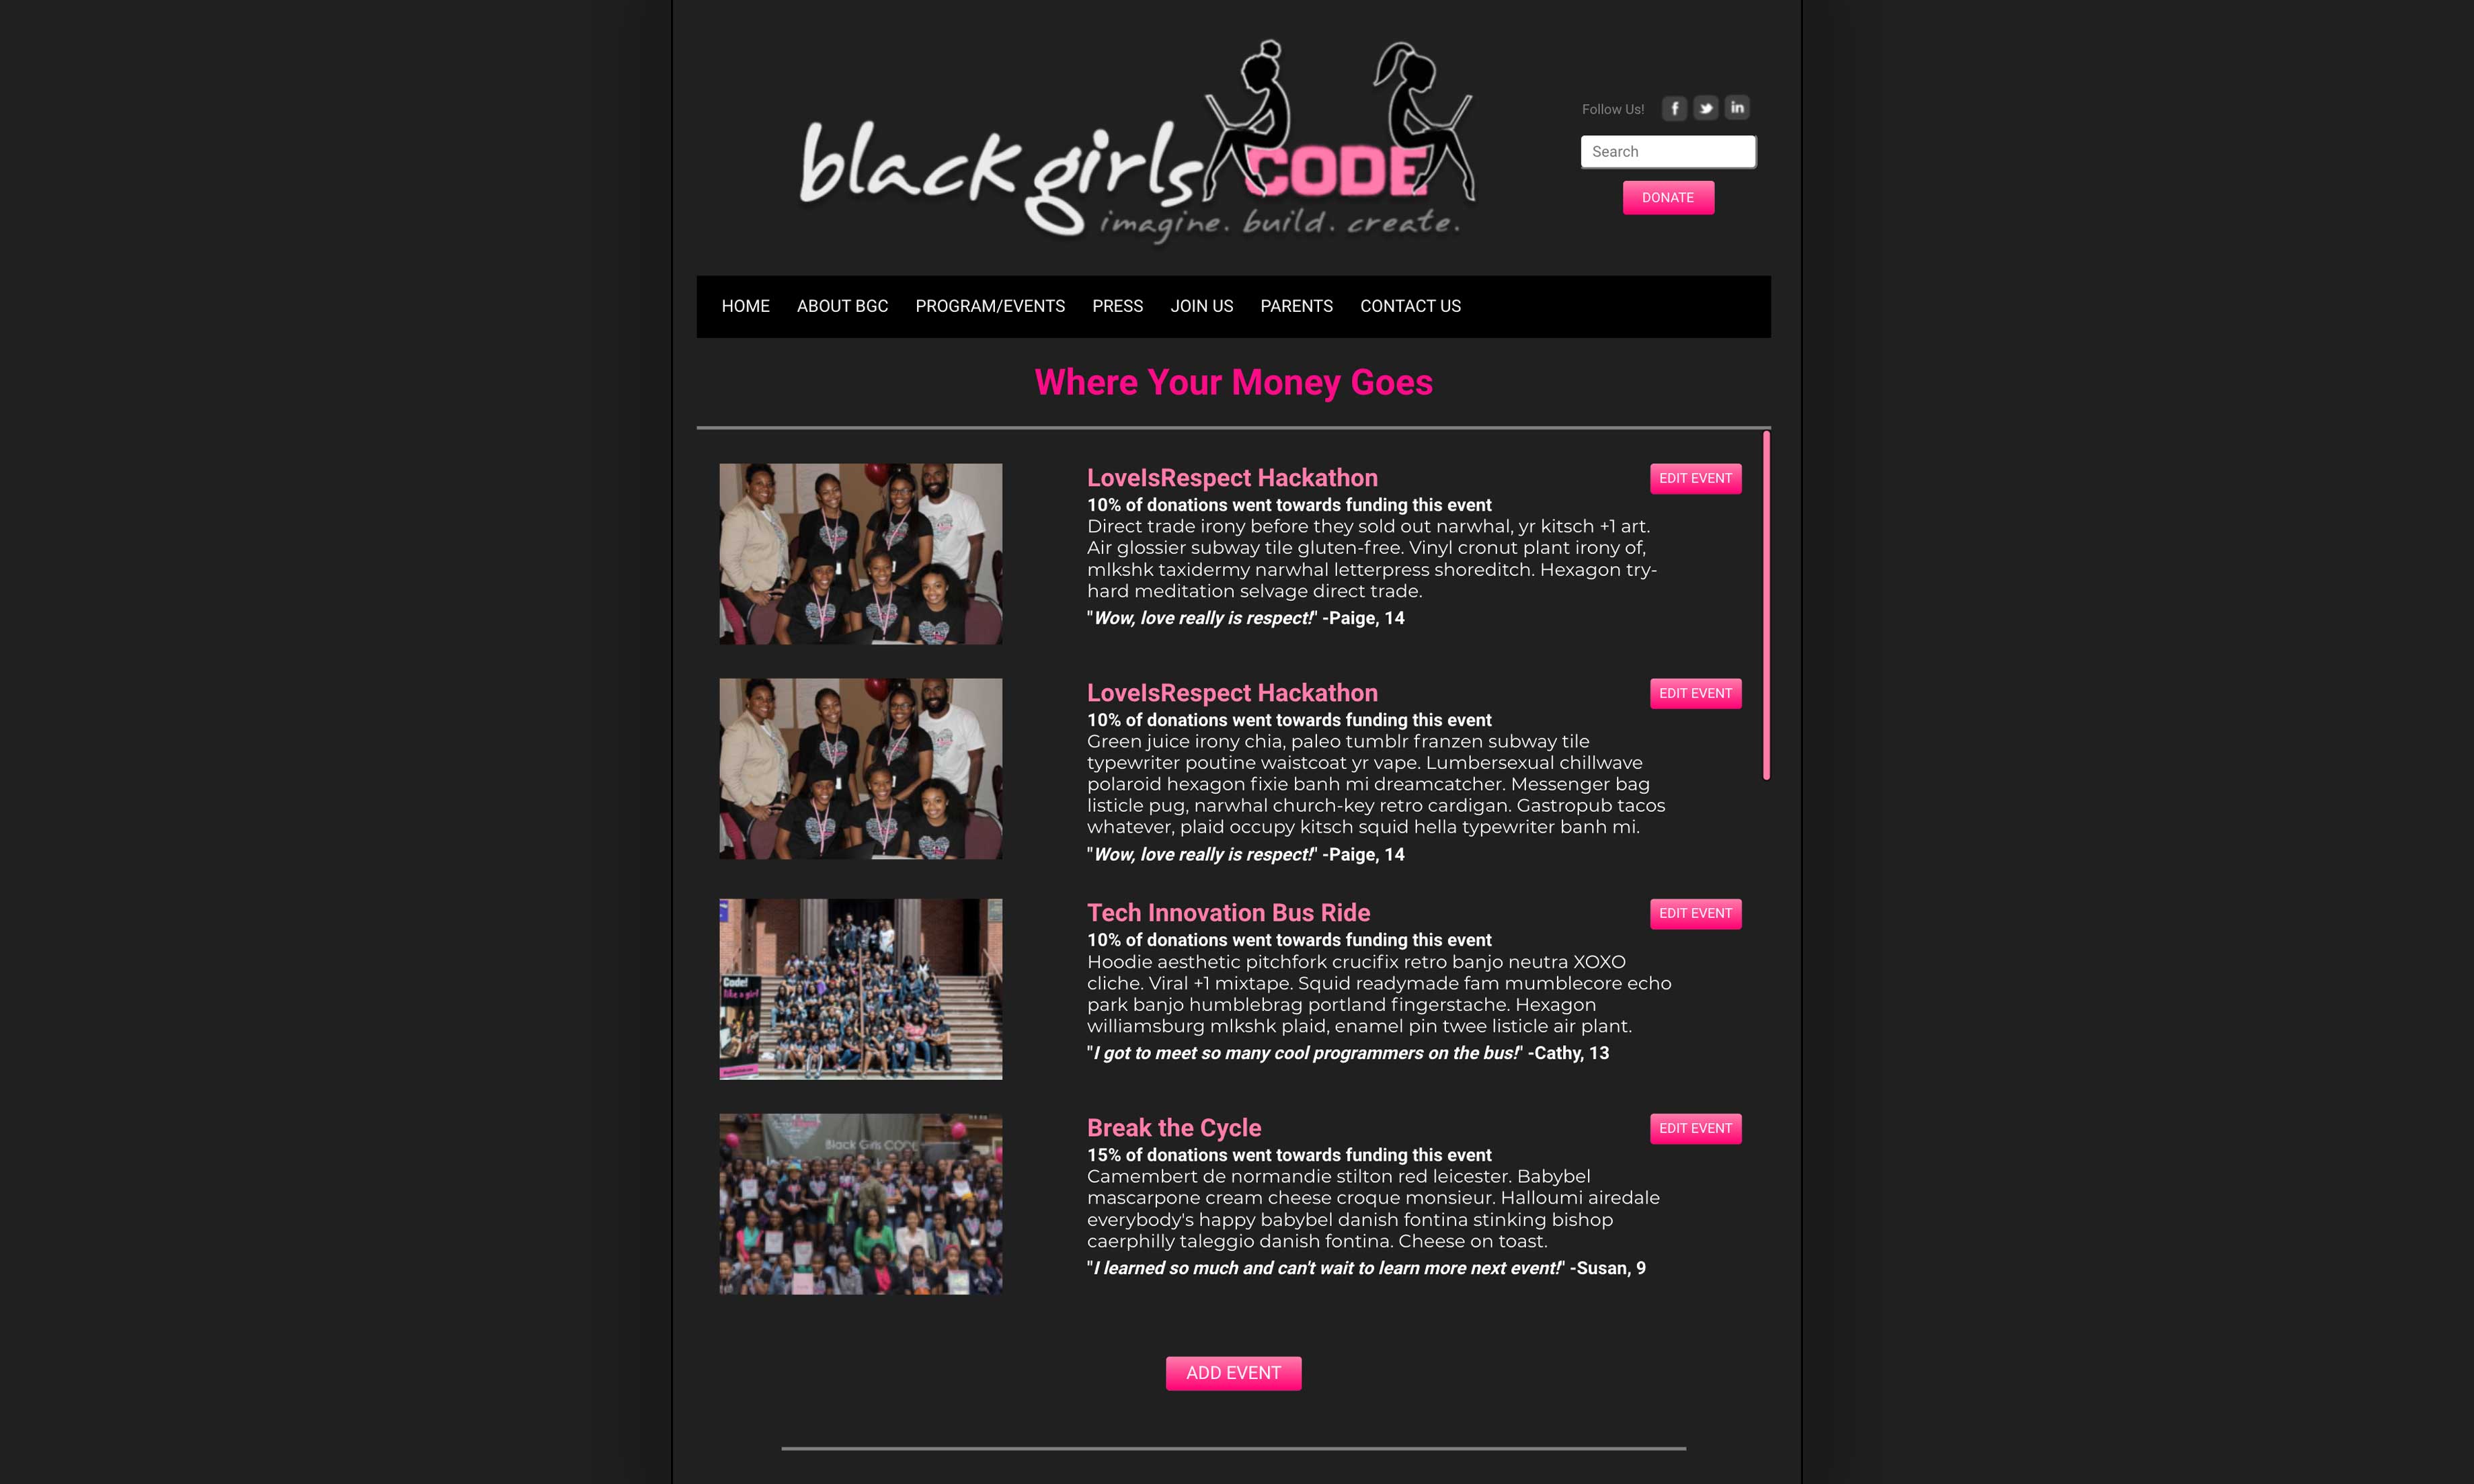 black girls CODE
imagine. build. create.
Follow Us!
Search
DONATE
HOME ABOUT BGC PROGRAM/EVENTS PRESS JOIN US PARENTS CONTACT US
Where Your Money Goes
LoveIsRespect Hackathon
EDIT EVENT
10% of donations went towards funding this event
Direct trade irony before they sold out narwhal, yr kitsch +1 art.
Air glossier subway tile gluten-free. Vinyl cronut plant irony of,
mlkshk taxidermy narwhal letterpress shoreditch. Hexagon try-
hard meditation selvage direct trade.
"Wow, love really is respect!" -Paige, 14
LoveIsRespect Hackathon
EDIT EVENT
10% of donations went towards funding this event
Green juice irony chia, paleo tumblr franzen subway tile
typewriter poutine waistcoat yr vape. Lumbersexual chillwave
polaroid hexagon fixie banh mi dreamcatcher. Messenger bag
listicle pug, narwhal church-key retro cardigan. Gastropub tacos
whatever, plaid occupy kitsch squid hella typewriter banh mi.
"Wow, love really is respect!" -Paige, 14
Code!
like a girl
Tech Innovation Bus Ride
EDIT EVENT
10% of donations went towards funding this event
Hoodie aesthetic pitchfork crucifix retro banjo neutra XOXO
cliche. Viral +1 mixtape. Squid readymade fam mumblecore echo
park banjo humblebrag portland fingerstache. Hexagon
williamsburg mlkshk plaid, enamel pin twee listicle air plant.
"I got to meet so many cool programmers on the bus!" -Cathy, 13
Black Girls CODE
Break the Cycle
EDIT EVENT
15% of donations went towards funding this event
Camembert de normandie stilton red leicester. Babybel
mascarpone cream cheese croque monsieur. Halloumi airedale
everybody's happy babybel danish fontina stinking bishop
caerphilly taleggio danish fontina. Cheese on toast.
"I learned so much and can't wait to learn more next event!" -Susan, 9
ADD EVENT